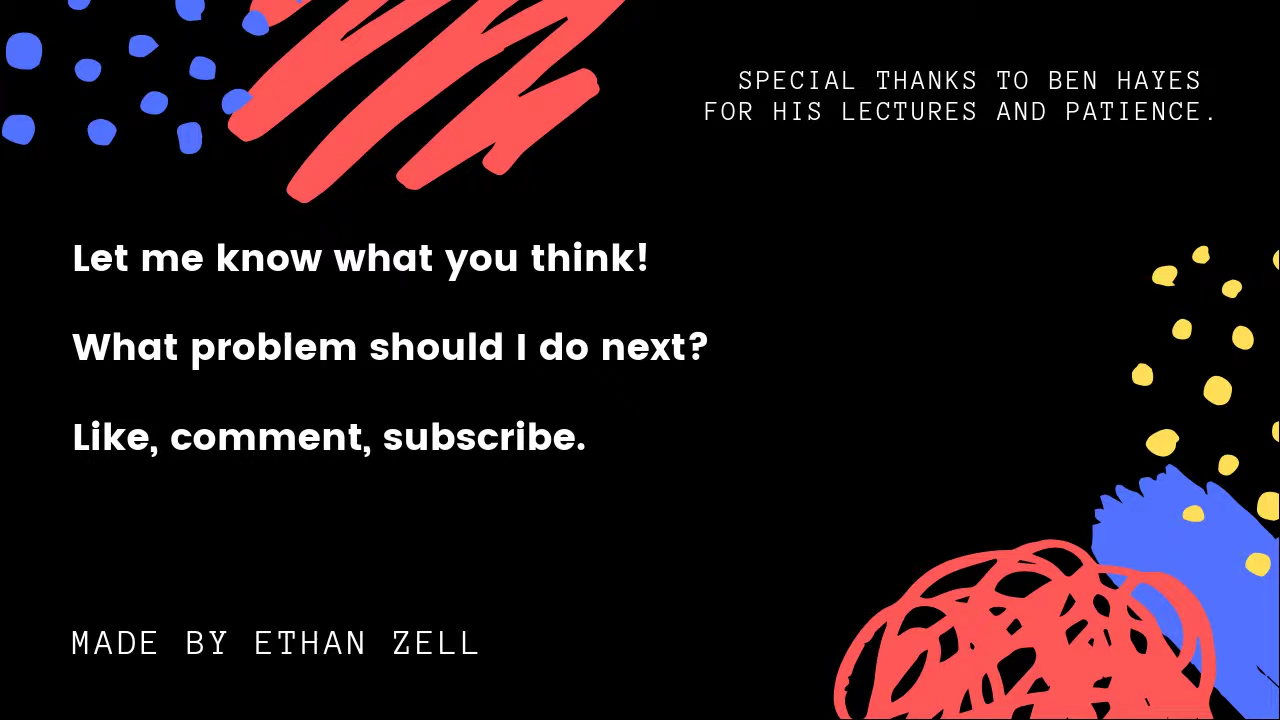 SPECIAL THANKS TO BEN HAYES
FOR HIS LECTURES AND PATIENCE.
Let me know what you think!
What problem should I do next?
Like, comment, subscribe.
MADE BY ETHAN ZELL